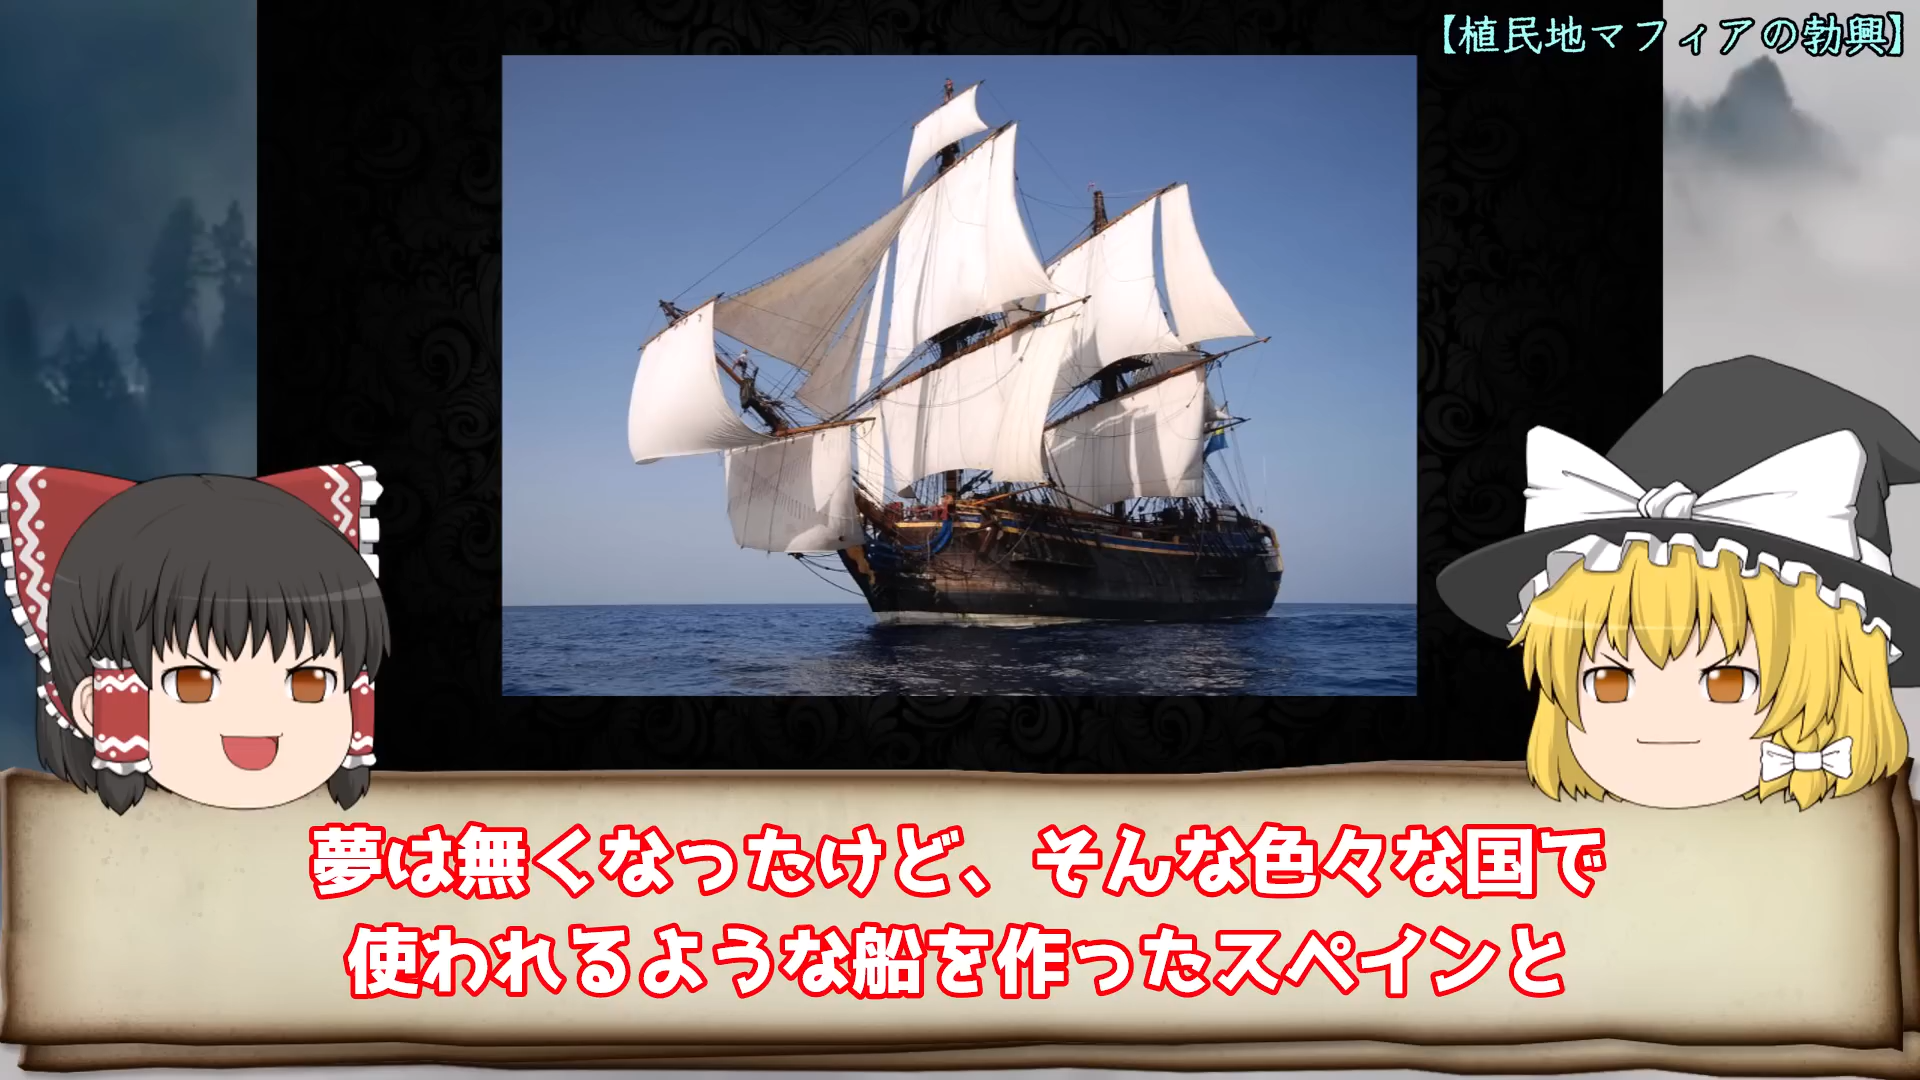 【植民地マフィアの勃興】
夢は無くなったけど、そんな色々な国で
使われるような船を作ったスペインと